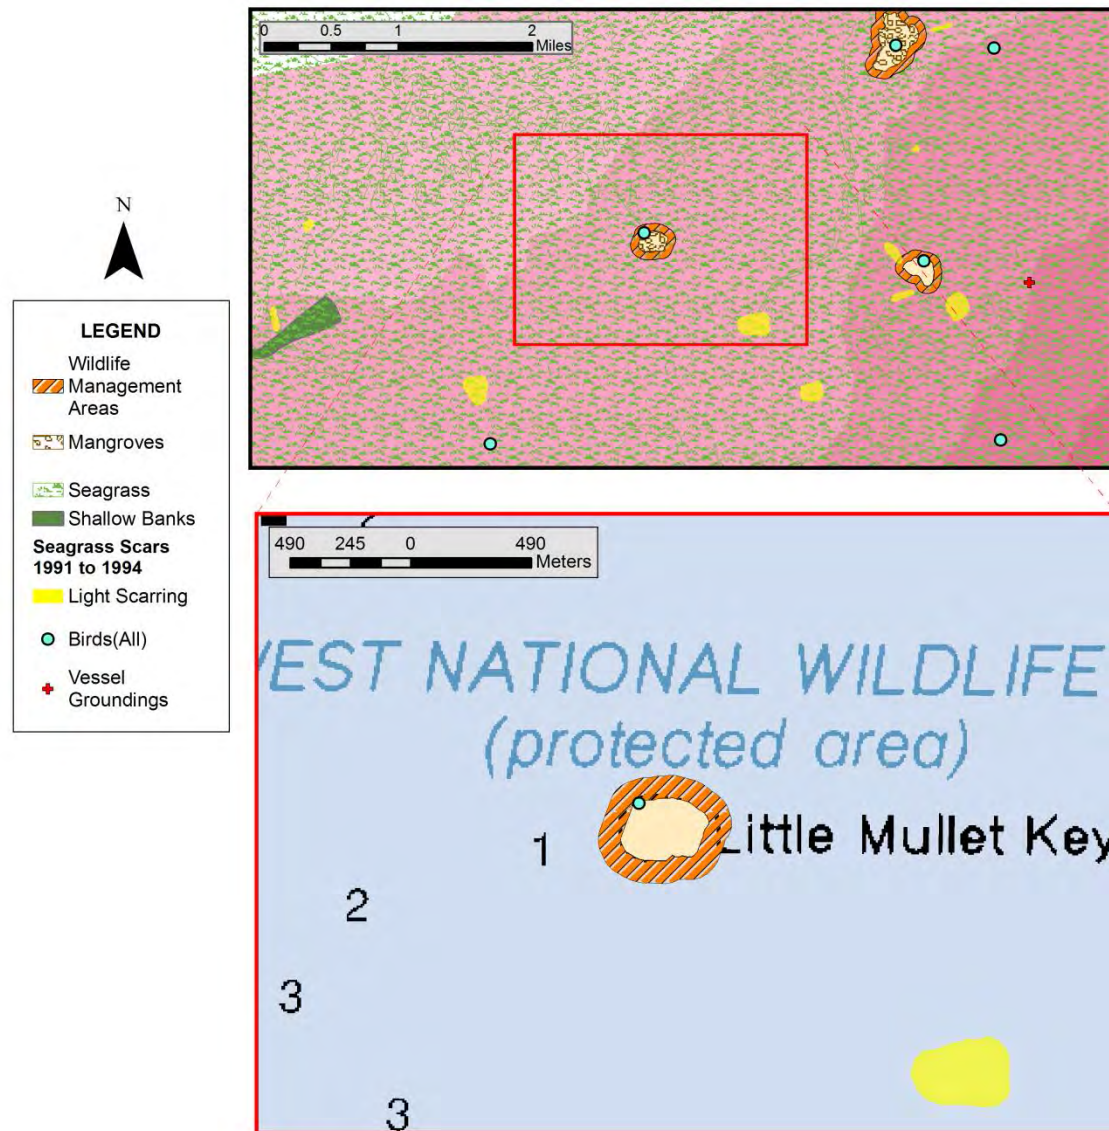 0 0.5 1 2
Miles
N
LEGEND
Wildlife
Management
Areas
Mangroves
Seagrass
Shallow Banks
Seagrass Scars
1991 to 1994
Light Scarring
Birds(All)
Vessel
Groundings
490 245 0 490
Meters
EST NATIONAL WILDLIFE
(protected area)
Little Mullet Key
1
2
3
3